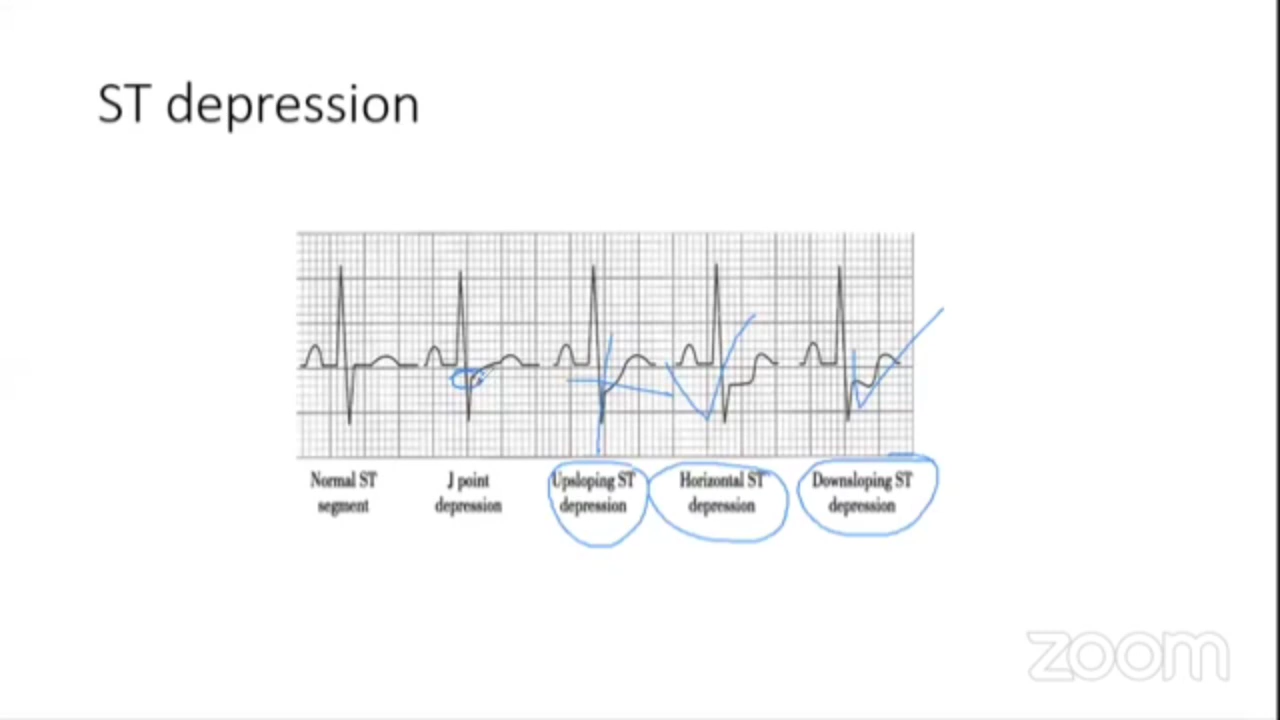 ST depression
Normal ST
segment
J point
depression
Upsloping ST
depression
Horizontal ST
depression
Downsloping ST
depression
zoom